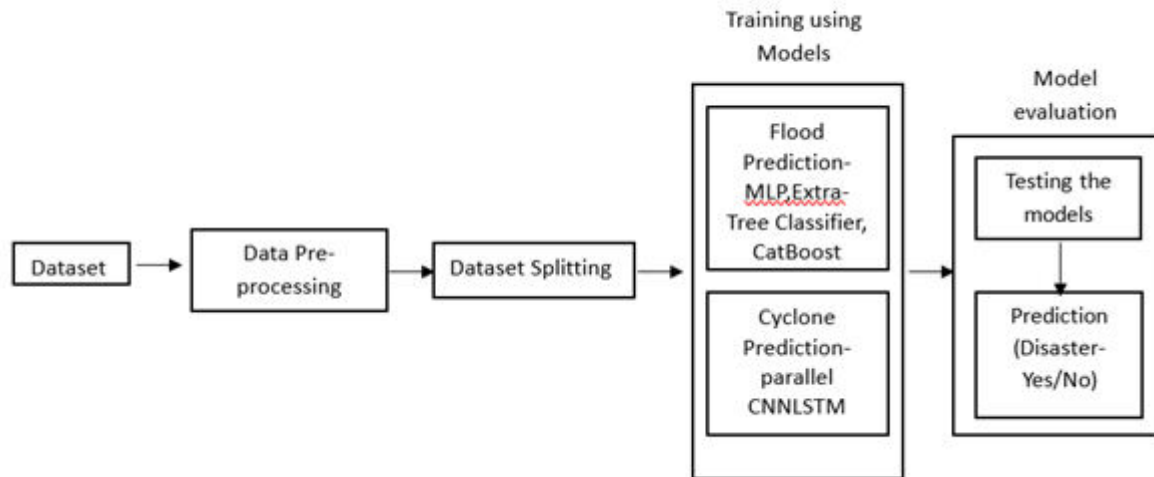 Dataset
Data Pre-
processing
Dataset Splitting
Training using
Models
Flood
Prediction-
MLP,Extra-
Tree Classifier,
CatBoost
Cyclone
Prediction-
parallel
CNNLSTM
Model
evaluation
Testing the
models
Prediction
(Disaster-
Yes/No)